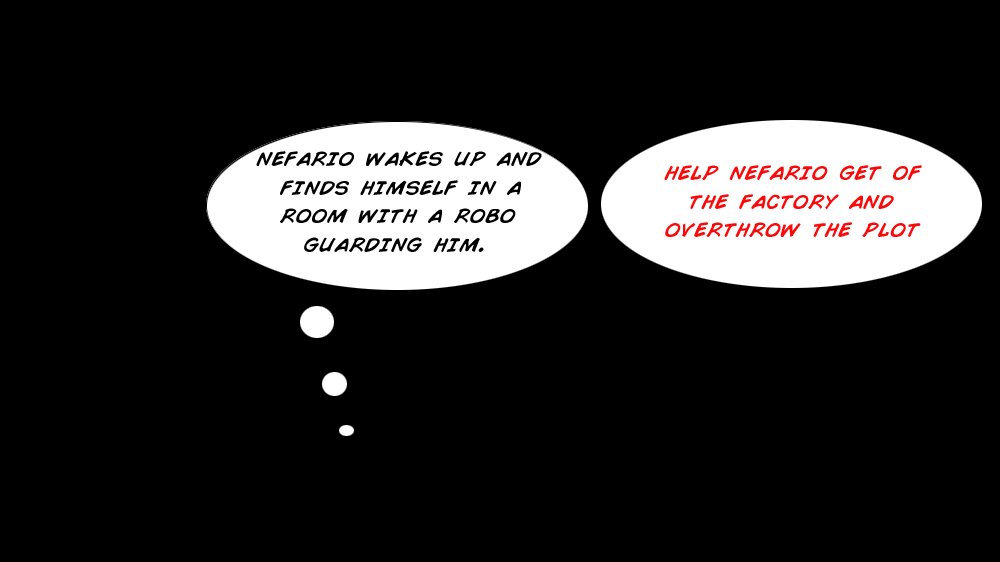 NEFARIO WAKES UP AND
FINDS HIMSELF IN A
ROOM WITH A ROBO
GUARDING HIM.
HELP NEFARIO GET OF
THE FACTORY AND
OVERTHROW THE PLOT